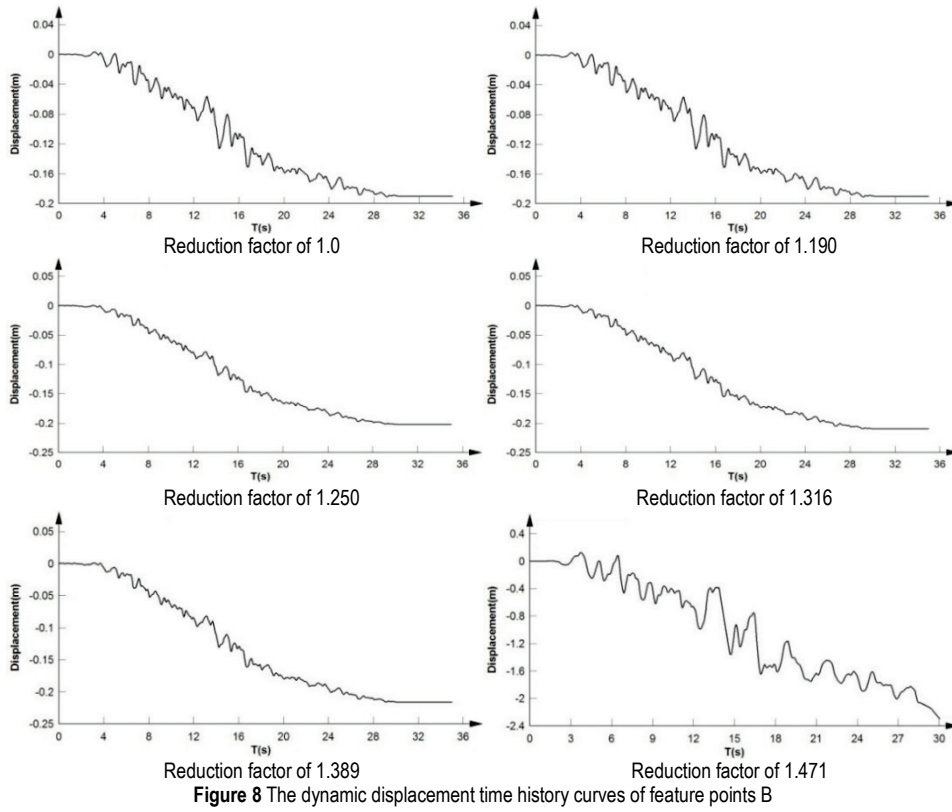 0.04
0
-0.04
-0.08
-0.12
-0.16
-0.2
Displacement(m)
0 4 8 12 16 20 24 28 32 36
T(s)
Reduction factor of 1.0
0.04
0
-0.04
-0.08
-0.12
-0.16
-0.2
Displacement(m)
0 4 8 12 16 20 24 28 32 36
T(s)
Reduction factor of 1.190
0.05
0
-0.05
-0.1
-0.15
-0.2
-0.25
Displacement(m)
0 4 8 12 16 20 24 28 32 36
T(s)
Reduction factor of 1.250
0.05
0
-0.05
-0.1
-0.15
-0.2
-0.25
Displacement(m)
0 4 8 12 16 20 24 28 32 36
T(s)
Reduction factor of 1.316
0.05
0
-0.05
-0.1
-0.15
-0.2
-0.25
Displacement(m)
0 4 8 12 16 20 24 28 32 36
T(s)
Reduction factor of 1.389
0.4
0
-0.4
-0.8
-1.2
-1.6
-2
-2.4
Displacement(m)
0 3 6 9 12 15 18 21 24 27 30
T(s)
Reduction factor of 1.471
Figure 8 The dynamic displacement time history curves of feature points B